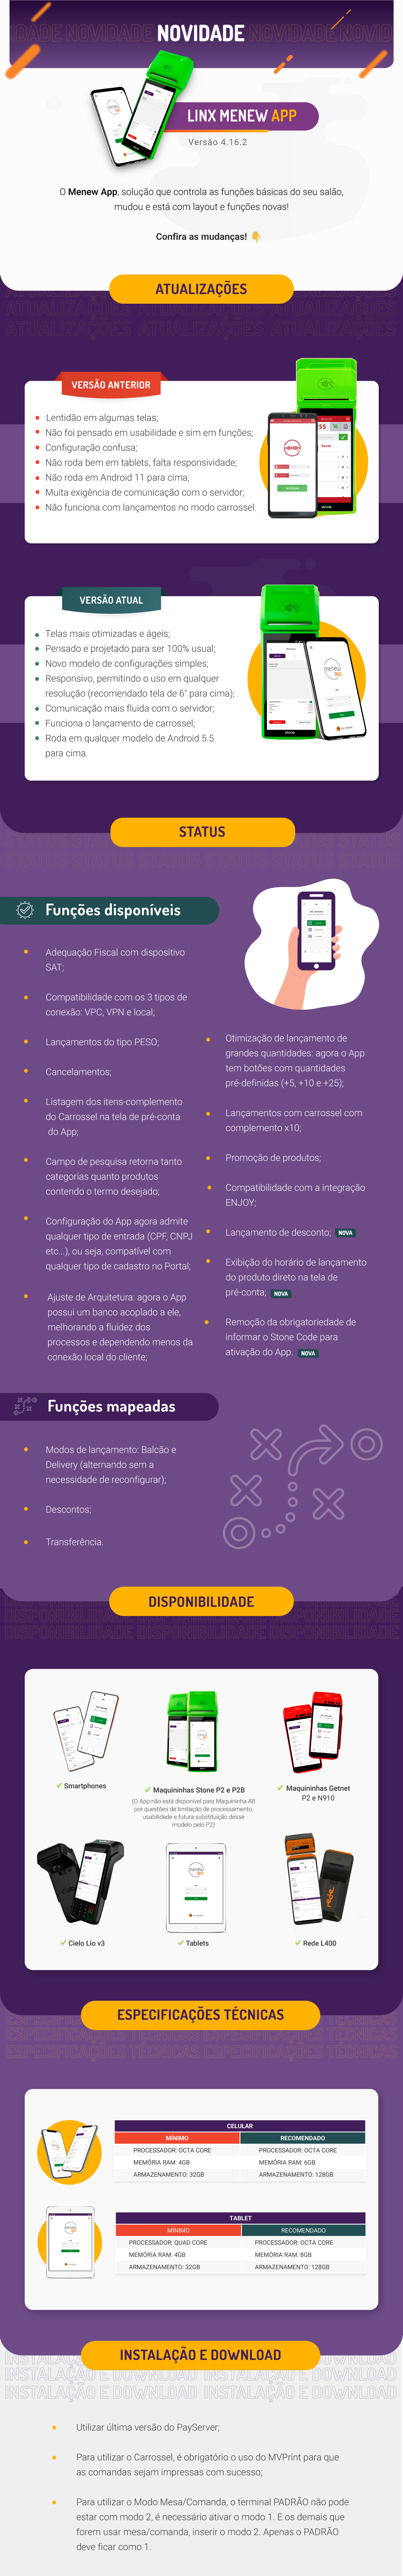 NOVIDADE
LINX MENEW APP
Versão 4.16.2
O Menew App, solução que controla as funções básicas do seu salão,
mudou e está com layout e funções novas!
Confira as mudanças!
ATUALIZAÇÕES
VERSÃO ANTERIOR
Lentidão em algumas telas;
Não foi pensado em usabilidade e sim em funções;
Configuração confusa;
Não roda bem em tablets, falta responsividade;
Não roda em Android 11 para cima;
Muita exigência de comunicação com o servidor;
Não funciona com lançamentos no modo carrossel.
VERSÃO ATUAL
Telas mais otimizadas e ágeis;
Pensado e projetado para ser 100% usual;
Novo modelo de configurações simples;
Responsivo, permitindo o uso em qualquer
resolução (recomendado tela de 6" para cima);
Comunicação mais fluida com o servidor;
Funciona o lançamento de carrossel;
Roda em qualquer modelo de Android 5.5
para cima.
STATUS
Funções disponíveis
Adequação Fiscal com dispositivo
SAT;
Compatibilidade com os 3 tipos de
conexão: VPC, VPN e local;
Lançamentos do tipo PESO;
Cancelamentos;
Listagem dos itens-complemento
do Carrossel na tela de pré-conta
do App;
Campo de pesquisa retorna tanto
categorias quanto produtos
contendo o termo desejado;
Configuração do App agora admite
qualquer tipo de entrada (CPF, CNPJ
etc...), ou seja, compatível com
qualquer tipo de cadastro no Portal;
Ajuste de Arquitetura: agora o App
possui um banco acoplado a ele,
melhorando a fluidez dos
processos e dependendo menos da
conexão local do cliente;
Otimização de lançamento de
grandes quantidades: agora o App
tem botões com quantidades
pré-definidas (+5, +10 e +25);
Lançamentos com carrossel com
complemento x10;
Promoção de produtos;
Compatibilidade com a integração
ENJOY;
Lançamento de desconto; NOVA
Exibição do horário de lançamento
do produto direto na tela de
pré-conta; NOVA
Remoção da obrigatoriedade de
informar o Stone Code para
ativação do App. NOVA
Funções mapeadas
Modos de lançamento: Balcão e
Delivery (alternando sem a
necessidade de reconfigurar);
Descontos;
Transferência.
DISPONIBILIDADE
Smartphones
Maquininhas Stone P2 e P2B
(O App não está disponível para Maquininha A8
por questões de limitação de processamento,
usabilidade e futura substituição desse
modelo pelo P2)
Maquininhas Getnet
P2 e N910
Cielo Lio v3
Tablets
Rede L400
ESPECIFICAÇÕES TÉCNICAS
CELULAR
MÍNIMO RECOMENDADO
PROCESSADOR: OCTA CORE PROCESSADOR: OCTA CORE
MEMÓRIA RAM: 4GB MEMÓRIA RAM: 6GB
ARMAZENAMENTO: 32GB ARMAZENAMENTO: 128GB
TABLET
MÍNIMO RECOMENDADO
PROCESSADOR: QUAD CORE PROCESSADOR: OCTA CORE
MEMÓRIA RAM: 4GB MEMÓRIA RAM: 8GB
ARMAZENAMENTO: 32GB ARMAZENAMENTO: 128GB
INSTALAÇÃO E DOWNLOAD
Utilizar última versão do PayServer;
Para utilizar o Carrossel, é obrigatório o uso do MVPrint para que
as comandas sejam impressas com sucesso;
Para utilizar o Modo Mesa/Comanda, o terminal PADRÃO não pode
estar com modo 2, é necessário ativar o modo 1. E os demais que
forem usar mesa/comanda, inserir o modo 2. Apenas o PADRÃO
deve ficar como 1.